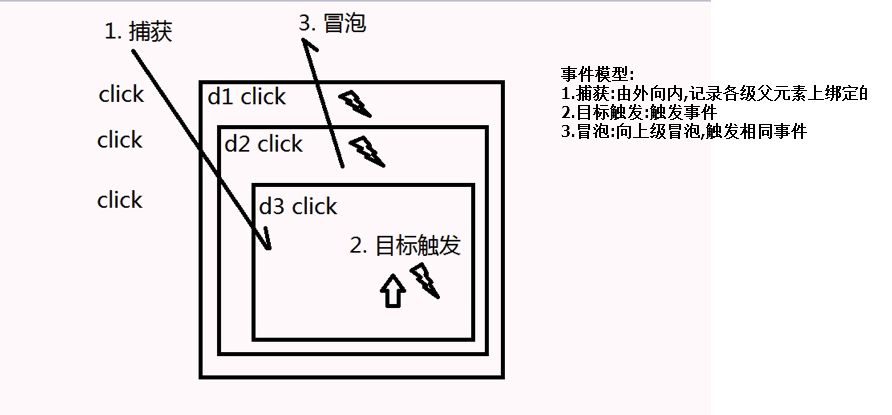 1. 捕获
3. 冒泡
click
d1 click
click
d2 click
click
d3 click
2. 目标触发
事件模型:
1.捕获:由外向内,记录各级父元素上绑定的
2.目标触发:触发事件
3.冒泡:向上级冒泡,触发相同事件